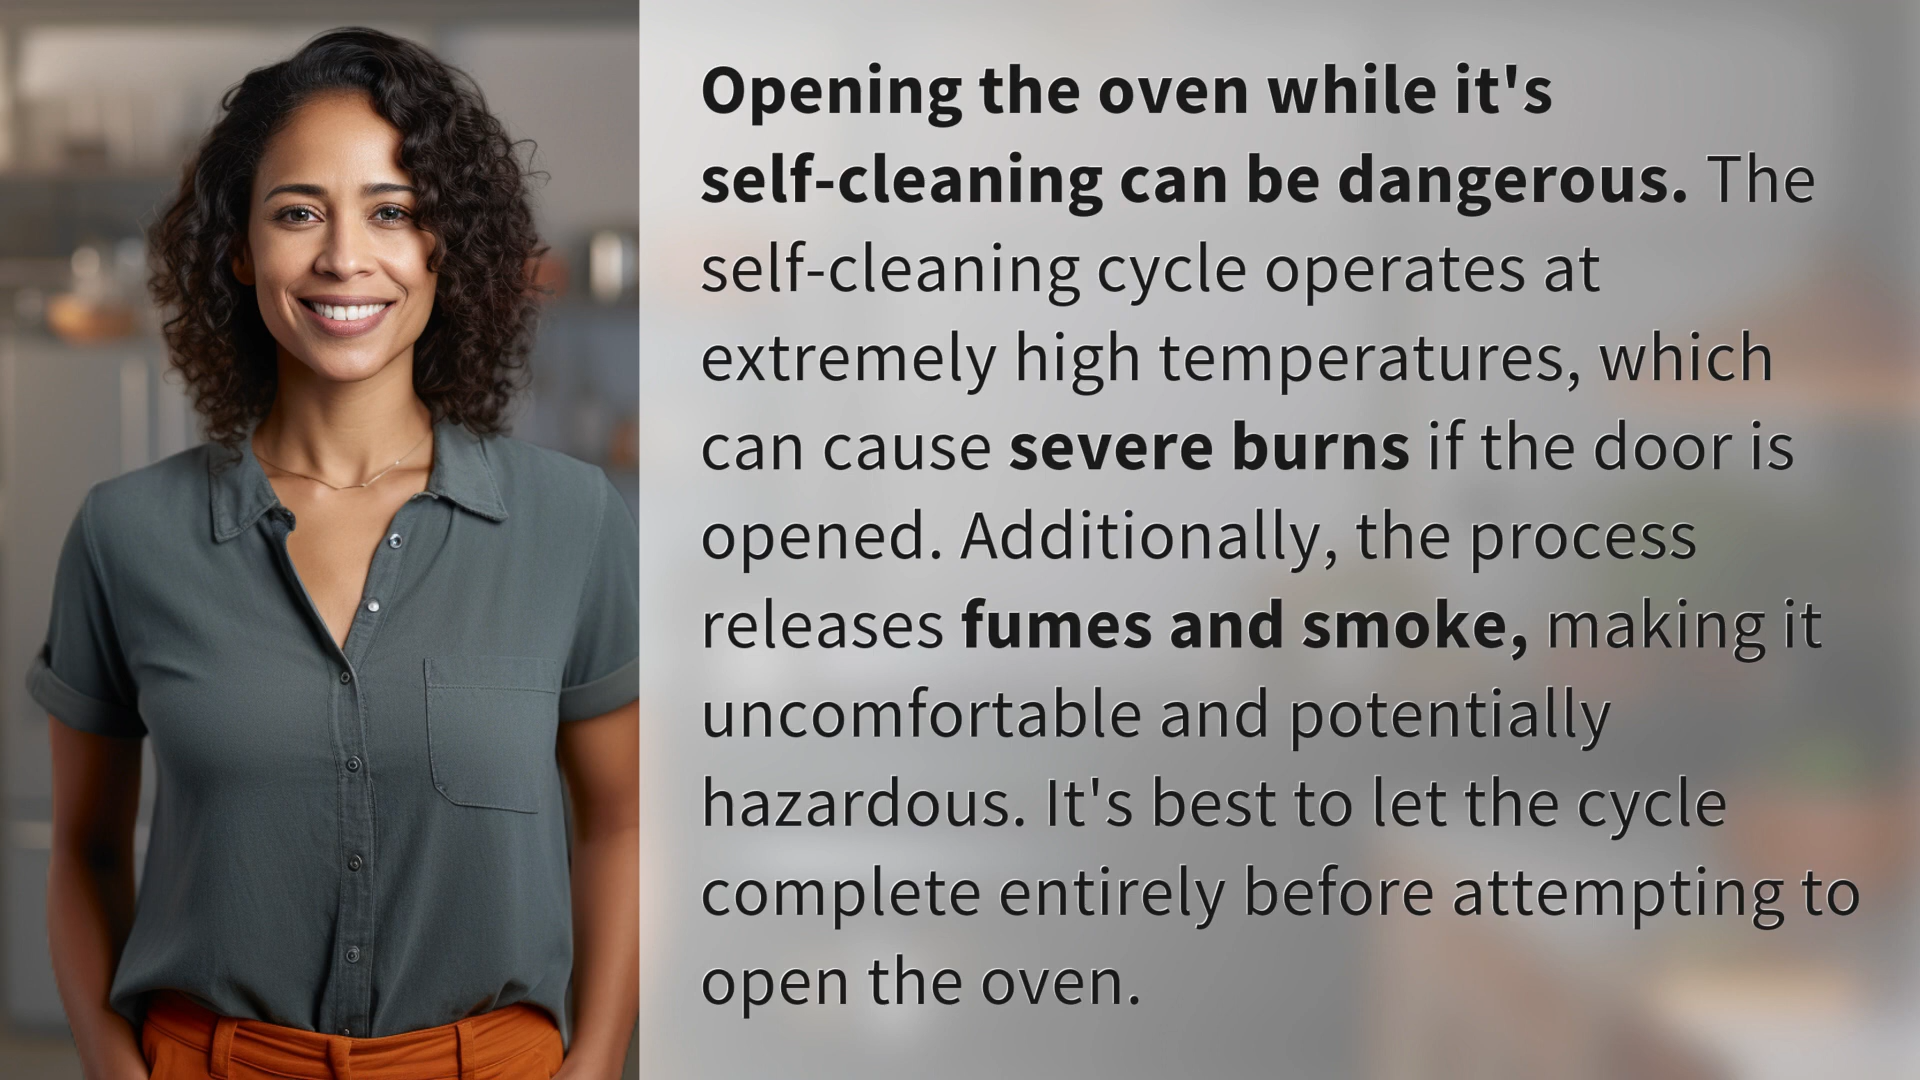 Opening the oven while it's
self-cleaning can be dangerous. The
self-cleaning cycle operates at
extremely high temperatures, which
can cause severe burns if the door is
opened. Additionally, the process
releases fumes and smoke, making it
uncomfortable and potentially
hazardous. It's best to let the cycle
complete entirely before attempting to
open the oven.